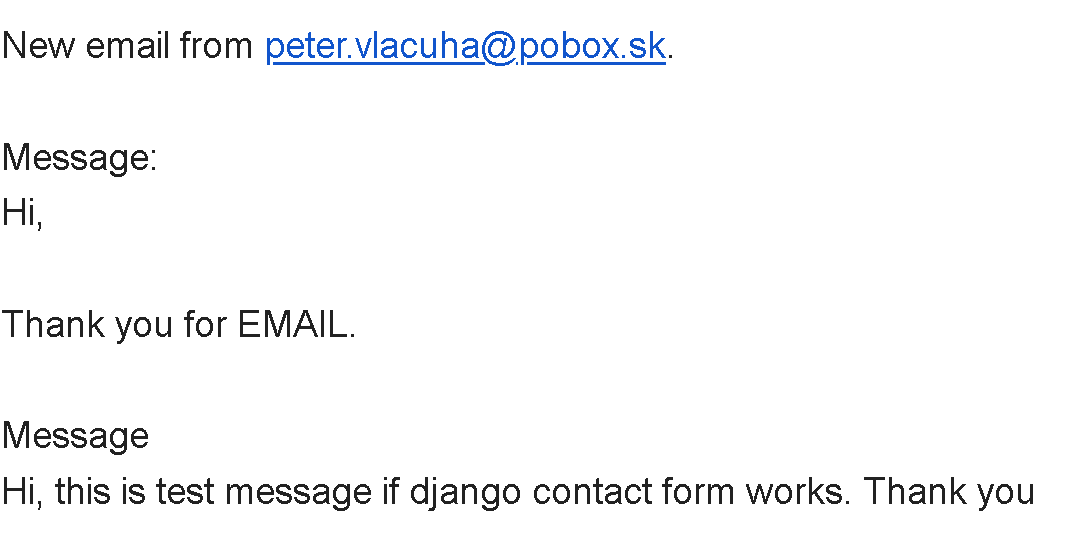 New email from peter.vlacuha@pobox.sk.
Message:
Hi,
Thank you for EMAIL.
Message
Hi, this is test message if django contact form works. Thank you